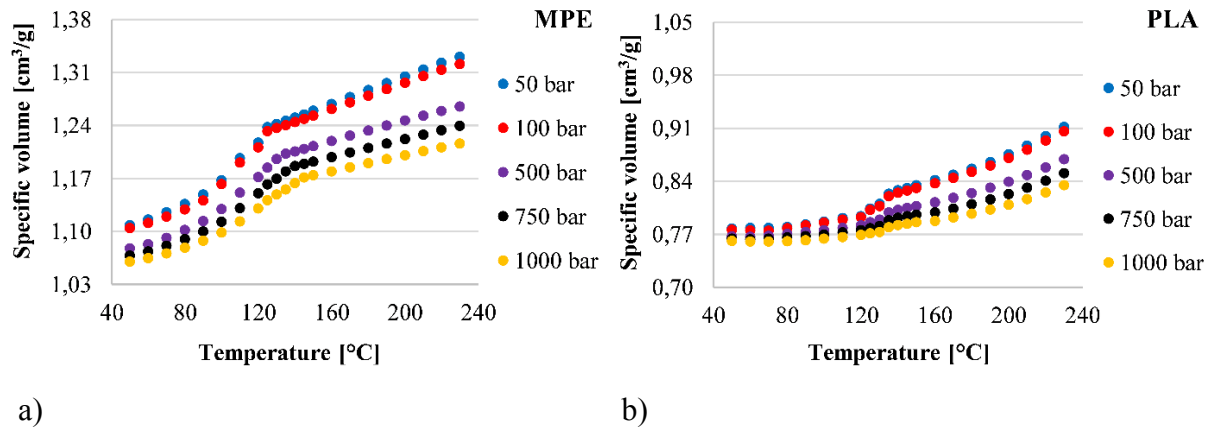 MPE
Specific volume [cm³/g]
1,38
1,31
1,24
1,17
1,10
1,03
40 80 120 160 200 240
Temperature [°C]
50 bar
100 bar
500 bar
750 bar
1000 bar
a)
PLA
Specific volume [cm³/g]
1,05
0,98
0,91
0,84
0,77
0,70
40 80 120 160 200 240
Temperature [°C]
50 bar
100 bar
500 bar
750 bar
1000 bar
b)